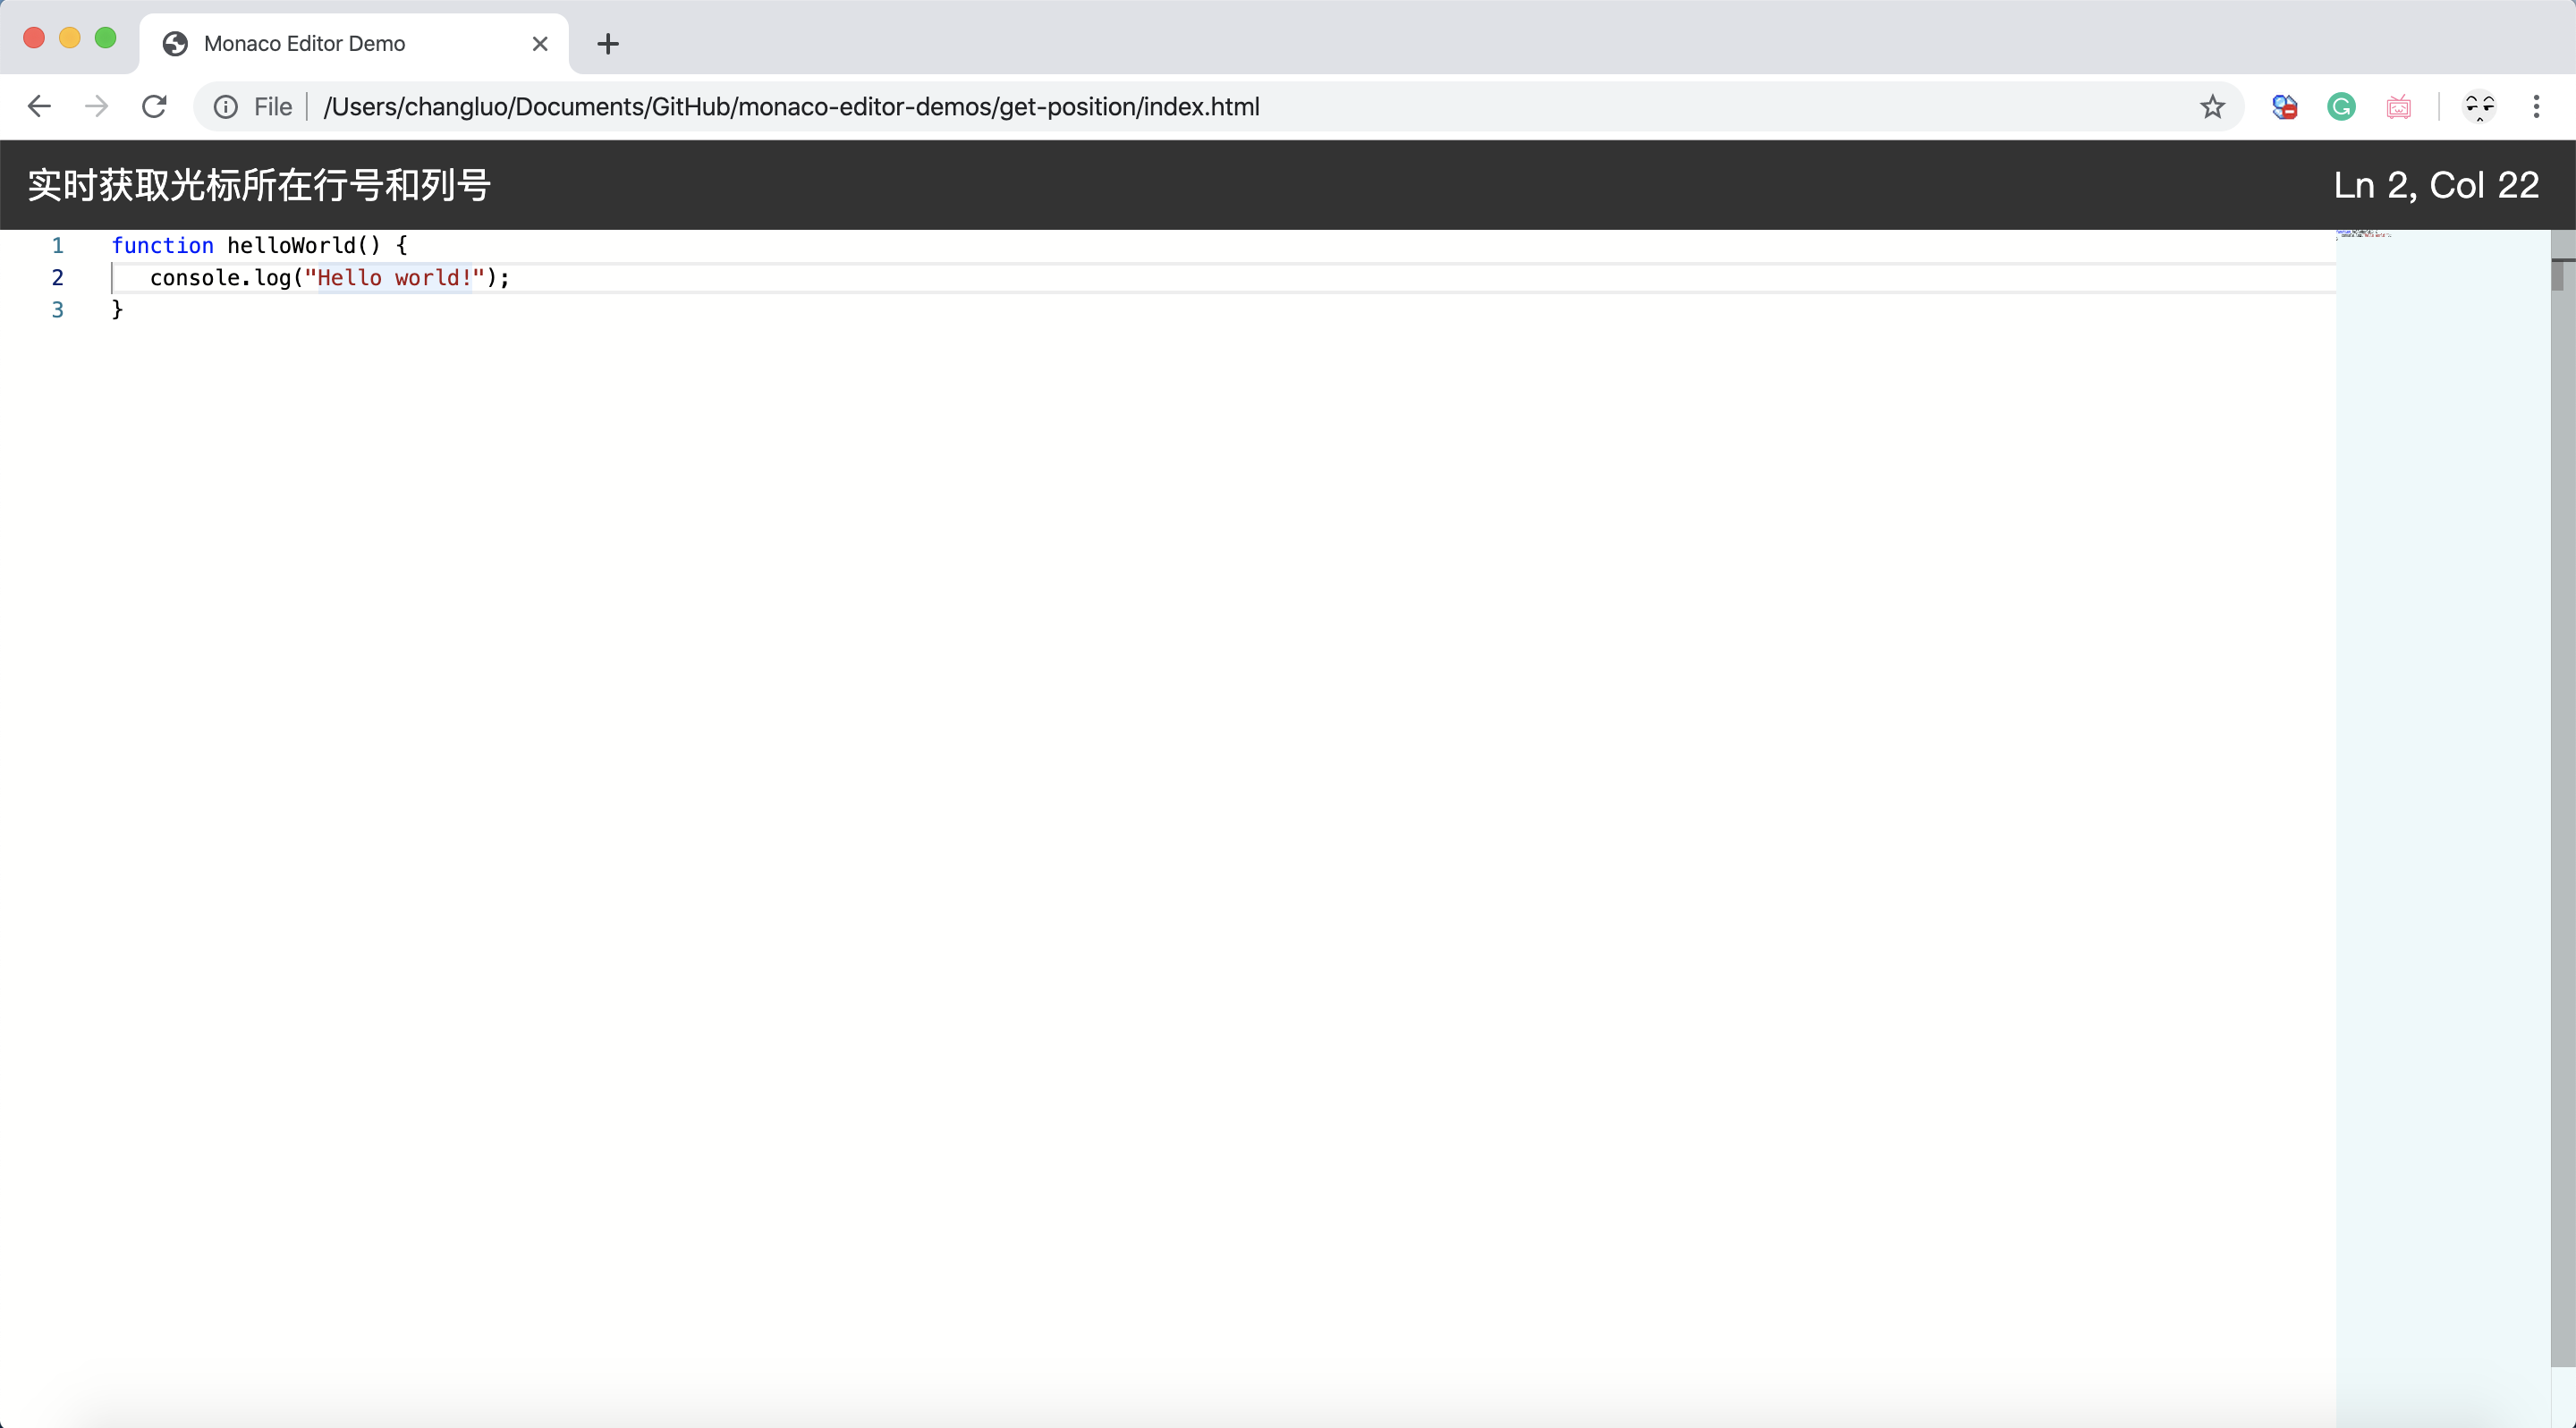 Monaco Editor Demo
File /Users/changluo/Documents/GitHub/monaco-editor-demos/get-position/index.html
实时获取光标所在行号和列号 Ln 2, Col 22
1 function helloWorld() {
2    console.log("Hello world!");
3 }